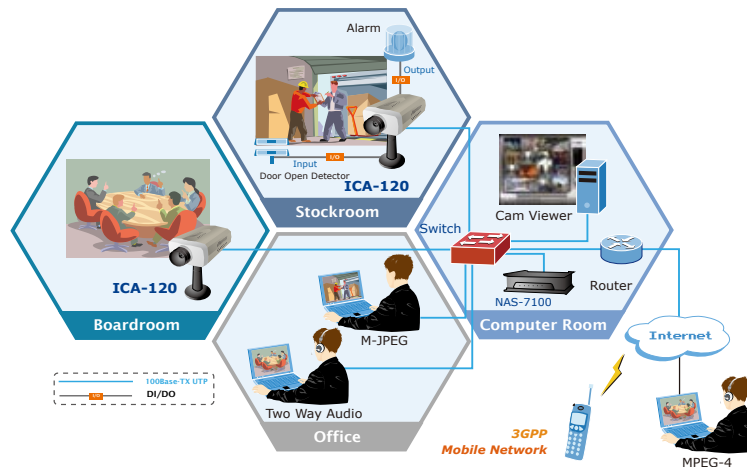 Alarm
Output
I/O
Input
I/O
Door Open Detector
ICA-120
Stockroom
ICA-120
Boardroom
Cam Viewer
Switch
NAS-7100
Router
Computer Room
M-JPEG
Two Way Audio
Office
Internet
3GPP
Mobile Network
MPEG-4
100Base-TX UTP
I/O
DI/DO